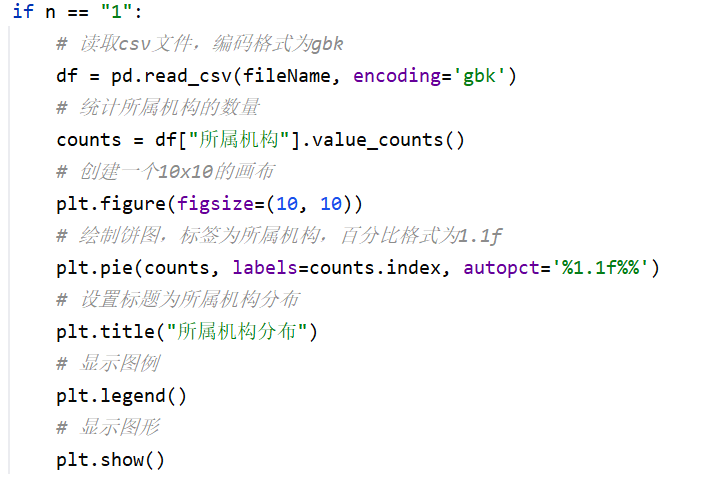 if n == "1":
# 读取csv文件，编码格式为gbk
df = pd.read_csv(fileName, encoding='gbk')
# 统计所属机构的数量
counts = df["所属机构"].value_counts()
# 创建一个10x10的画布
plt.figure(figsize=(10, 10))
# 绘制饼图，标签为所属机构，百分比格式为1.1f
plt.pie(counts, labels=counts.index, autopct='%1.1f%%')
# 设置标题为所属机构分布
plt.title("所属机构分布")
# 显示图例
plt.legend()
# 显示图形
plt.show()